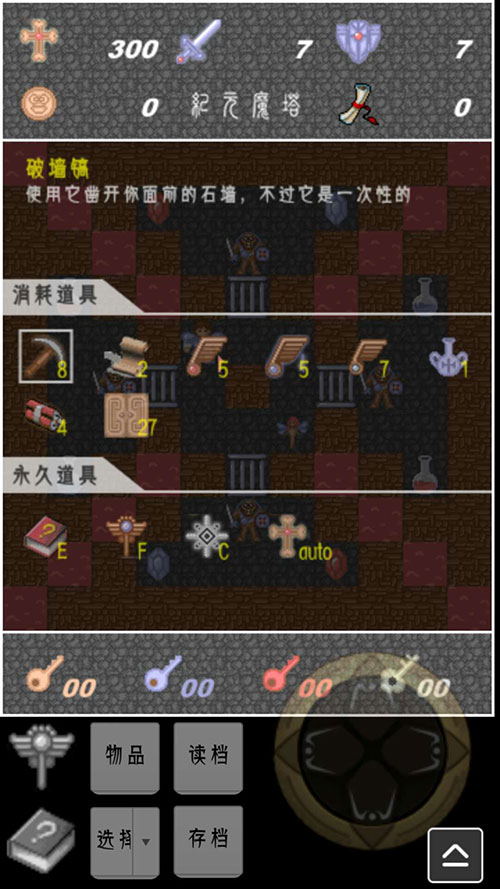 300 7 7
0 紀元魔塔 0
破墙镐
使用它凿开你面前的石墙，不过它是一次性的
消耗道具
8 2 5 5 7 1
4 27
永久道具
E F C auto
00 00 00 00
物品 读档
选择 存档